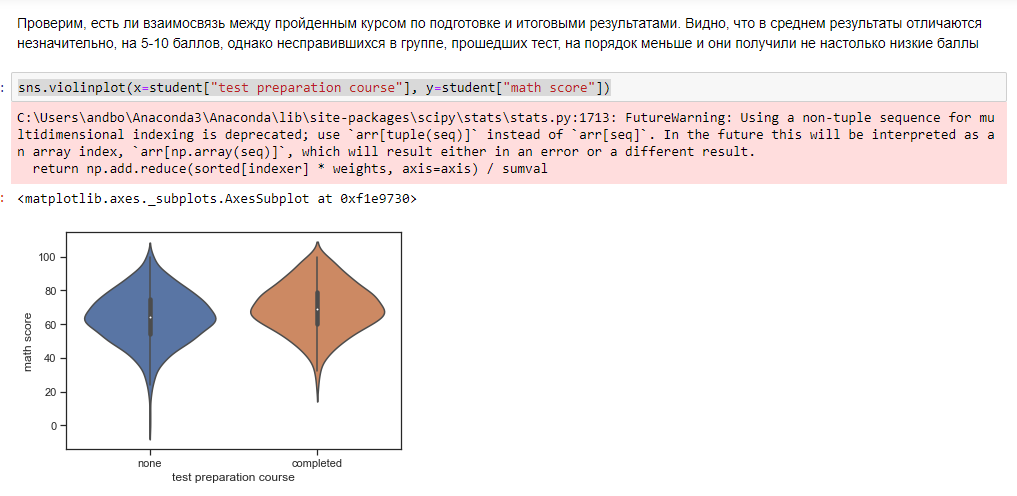 Проверим, есть ли взаимосвязь между пройденным курсом по подготовке и итоговыми результатами. Видно, что в среднем результаты отличаются
незначительно, на 5-10 баллов, однако несправившихся в группе, прошедших тест, на порядок меньше и они получили не настолько низкие баллы
: sns.violinplot(x=student["test preparation course"], y=student["math score"])
C:\Users\andbo\Anaconda3\Anaconda\lib\site-packages\scipy\stats\stats.py:1713: FutureWarning: Using a non-tuple sequence for mu
ltidimensional indexing is deprecated; use `arr[tuple(seq)]` instead of `arr[seq]`. In the future this will be interpreted as a
n array index, `arr[np.array(seq)]`, which will result either in an error or a different result.
return np.add.reduce(sorted[indexer] * weights, axis=axis) / sumval
: <matplotlib.axes._subplots.AxesSubplot at 0xf1e9730>
100
80
60
40
20
0
math score
none completed
test preparation course